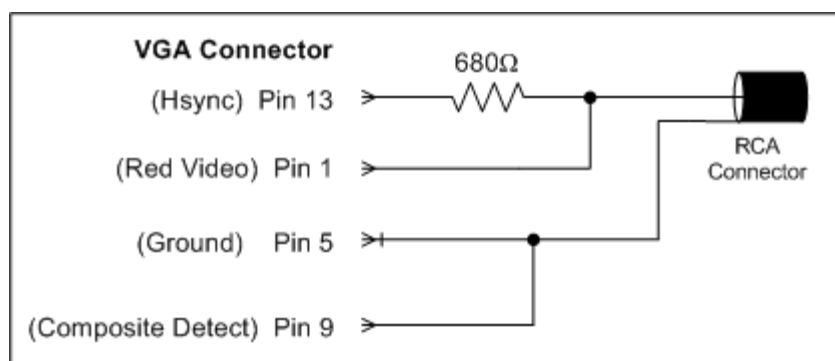 VGA Connector
680Ω
(Hsync) Pin 13
(Red Video) Pin 1
RCA
Connector
(Ground) Pin 5
(Composite Detect) Pin 9